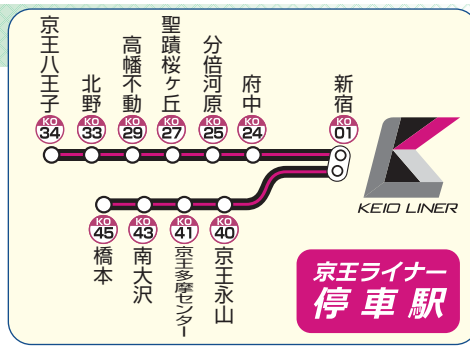 京王八王子
KO
34
北野
KO
33
高幡不動
KO
29
聖蹟桜ヶ丘
KO
27
分倍河原
KO
25
府中
KO
24
新宿
KO
01
KEIO LINER
KO
45
橋本
KO
43
南大沢
KO
41
京王多摩センター
KO
40
京王永山
京王ライナー
停車駅